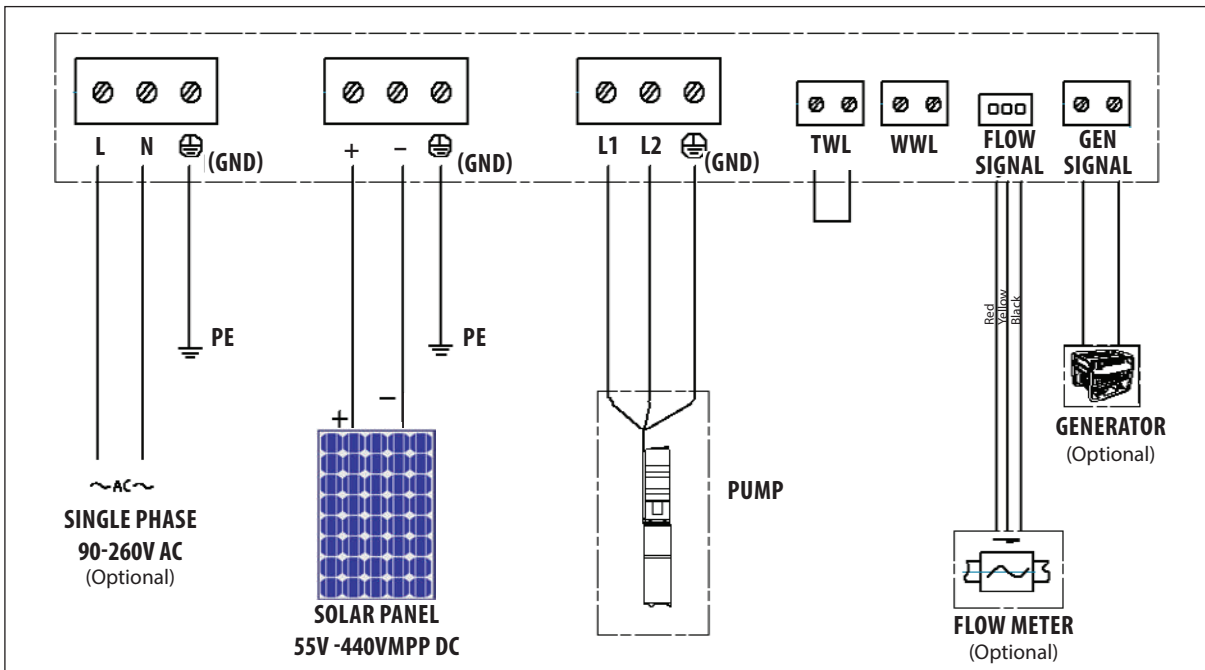 L N (GND)
+ − (GND)
L1 L2 (GND)
TWL
WWL
FLOW
SIGNAL
GEN
SIGNAL
PE
PE
+ −
Red
Yellow
Black
~AC~
SINGLE PHASE
90-260V AC
(Optional)
SOLAR PANEL
55V -440VMPP DC
PUMP
GENERATOR
(Optional)
FLOW METER
(Optional)